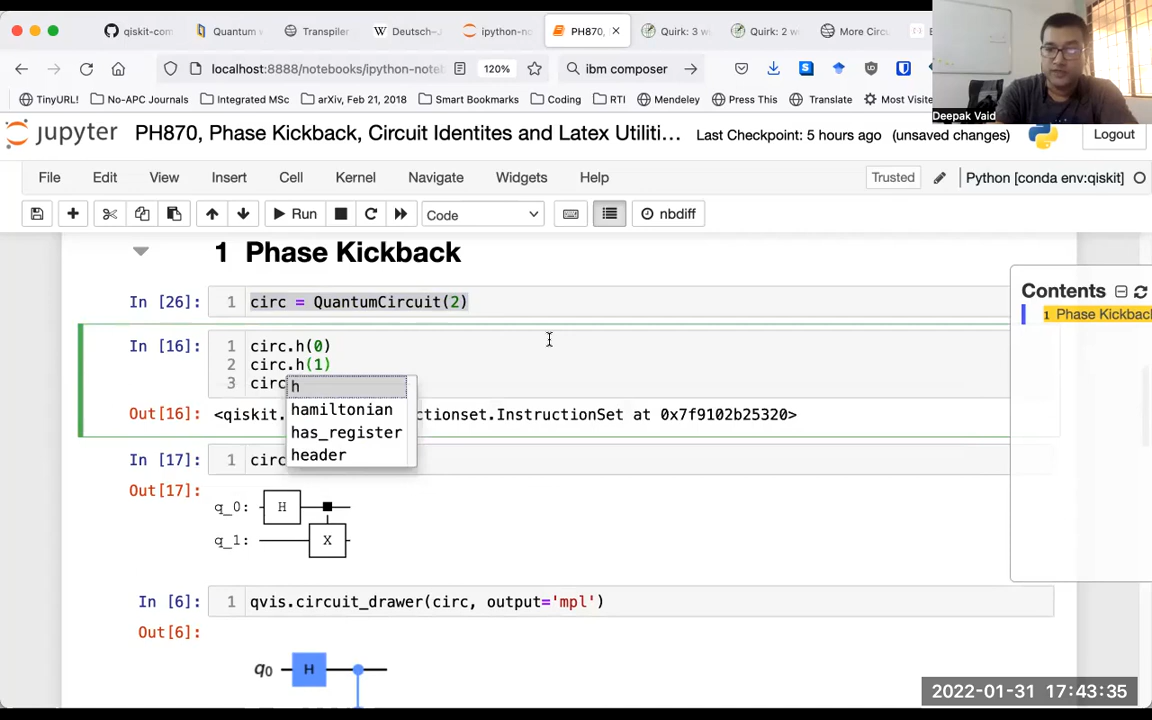 qiskit-com
Quantum
Transpiler
Deutsch-
ipython-no
PH870,
Quirk: 3 w
Quirk: 2 w
More Circu
localhost:8888/notebooks/ipython-note
120%
ibm composer
TinyURL!
No-APC Journals
Integrated MSc
arXiv, Feb 21, 2018
Smart Bookmarks
Coding
RTI
Mendeley
Press This
Translate
Most Visite
Deepak Vaid
jupyter
PH870, Phase Kickback, Circuit Identites and Latex Utiliti...
Last Checkpoint: 5 hours ago
(unsaved changes)
Logout
File
Edit
View
Insert
Cell
Kernel
Navigate
Widgets
Help
Trusted
Python [conda env:qiskit]
Run
Code
nbdiff
1 Phase Kickback
In [26]:
1 circ = QuantumCircuit(2)
Contents
1 Phase Kickback
In [16]:
1 circ.h(0)
2 circ.h(1)
3 circ
h
hamiltonian
has_register
header
Out[16]:
<qiskit. ctionset.InstructionSet at 0x7f9102b25320>
In [17]:
1 circ
Out[17]:
q_0: H
q_1: X
In [6]:
1 qvis.circuit_drawer(circ, output='mpl')
Out[6]:
q0 H
2022-01-31 17:43:35